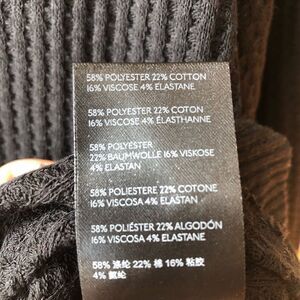 58% POLYESTER 22% COTTON
16% VISCOSE 4% ELASTANE
58% POLYESTER 22% COTON
16% VISCOSE 4% ÉLASTHANNE
58% POLYESTER
22% BAUMWOLLE 16% VISKOSE
4% ELASTAN
58% POLIESTERE 22% COTONE
16% VISCOSA 4% ELASTAN
58% POLIÉSTER 22% ALGODÓN
16% VISCOSA 4% ELASTANE
58% 涤纶 22% 棉 16% 粘胶
4% 氨纶